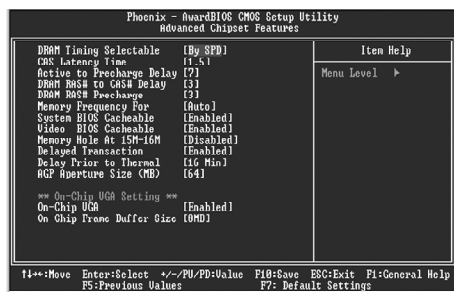 Phoenix - AwardBIOS CMOS Setup Utility
Advanced Chipset Features
DRAM Timing Selectable [By SPD]
CAS Latency Time [1.5]
Active to Precharge Delay [7]
DRAM RAS# to CAS# Delay [3]
DRAM RAS# Precharge [3]
Memory Frequency For [Auto]
System BIOS Cacheable [Enabled]
Video BIOS Cacheable [Enabled]
Memory Hole At 15M-16M [Disabled]
Delayed Transaction [Enabled]
Delay Prior to Thermal [16 Min]
AGP Aperture Size (MB) [64]
** On-Chip VGA Setting **
On-Chip VGA [Enabled]
On Chip Frame Buffer Size [8MB]
Item Help
Menu Level ►
↑↓→←:Move Enter:Select +/-/PU/PD:Value F10:Save ESC:Exit F1:General Help
F5:Previous Values F7: Default Settings